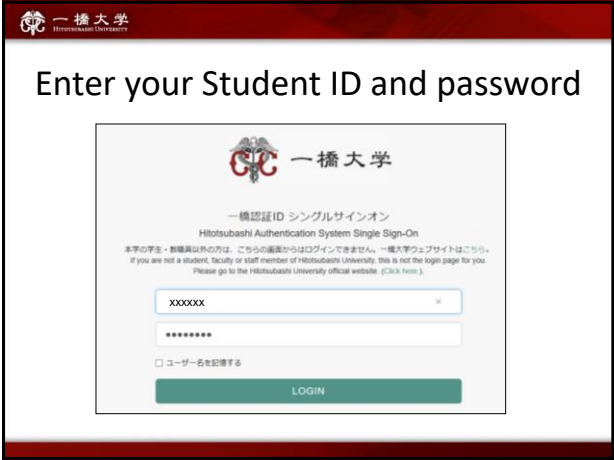 一橋大学
HITOTSUBASHI UNIVERSITY
Enter your Student ID and password
一橋大学
一橋認証ID シングルサインオン
Hitotsubashi Authentication System Single Sign-On
本学の学生・教職員以外の方は、こちらの画面からはログインできません。一橋大学ウェブサイトはこちら。
If you are not a student, faculty or staff member of Hitotsubashi University, this is not the login page for you.
Please go to the Hitotsubashi University official website. (Click here ).
xxxxxx ×
••••••••
ユーザー名を記憶する
LOGIN